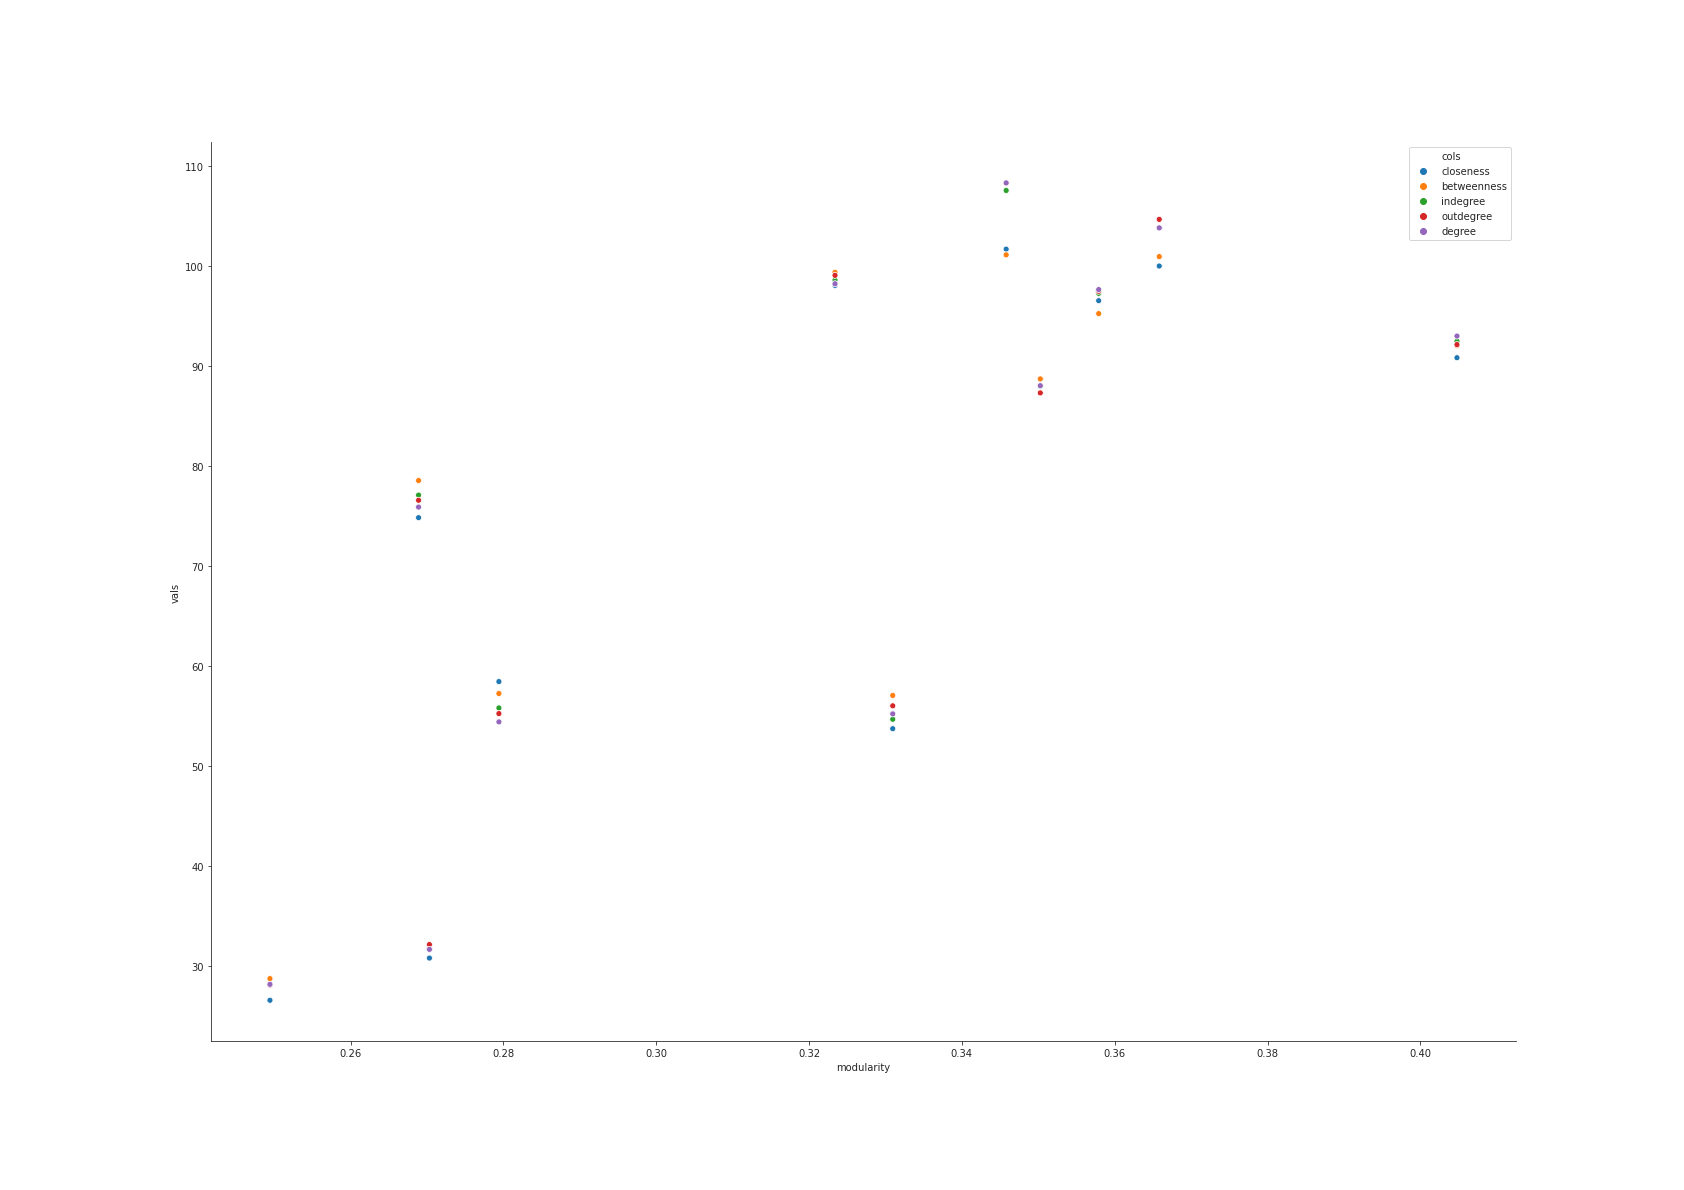 110
100
90
80
70
60
50
40
30
vals
0.26 0.28 0.30 0.32 0.34 0.36 0.38 0.40
modularity
cols
closeness
betweenness
indegree
outdegree
degree